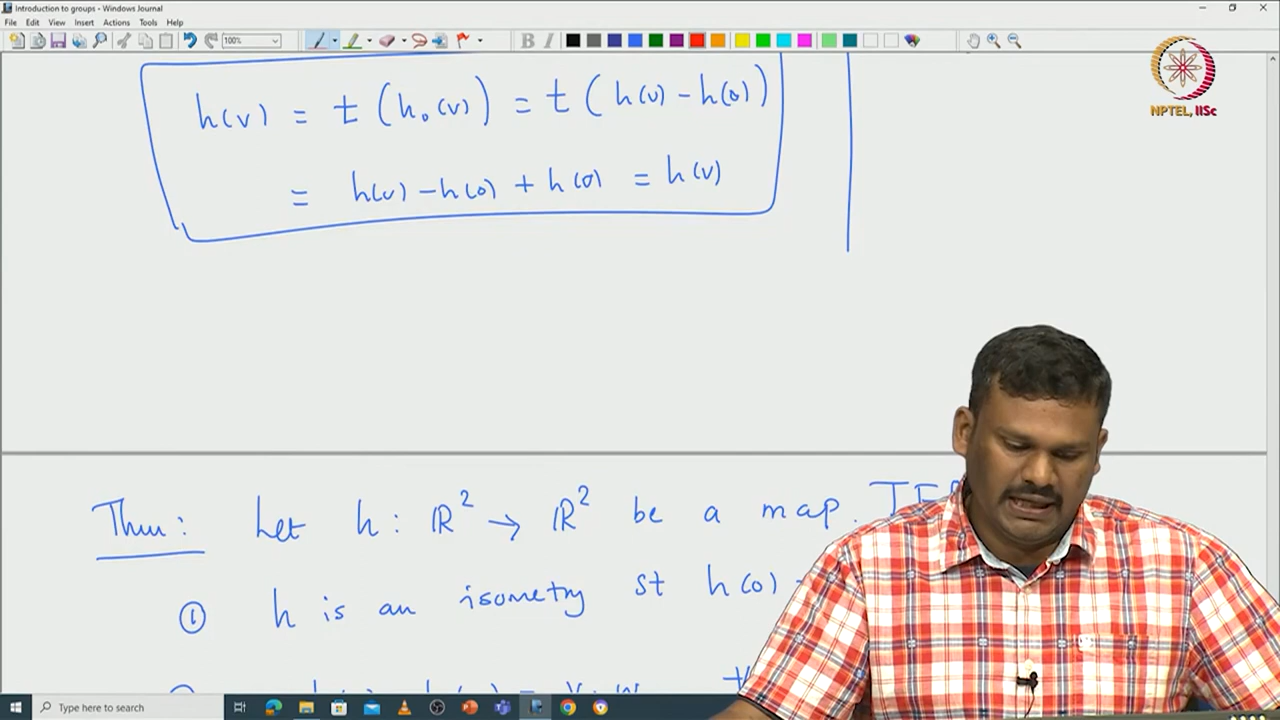 Introduction to groups - Windows Journal
File Edit View Insert Actions Tools Help
100%
B I
NPTEL, IISc
h(v) = t (h₀(v)) = t (h(v) - h(0))
= h(v) - h(0) + h(0) = h(v)
Thm: Let h: ℝ² → ℝ² be a map.
① h is an isometry st h(0)
Type here to search